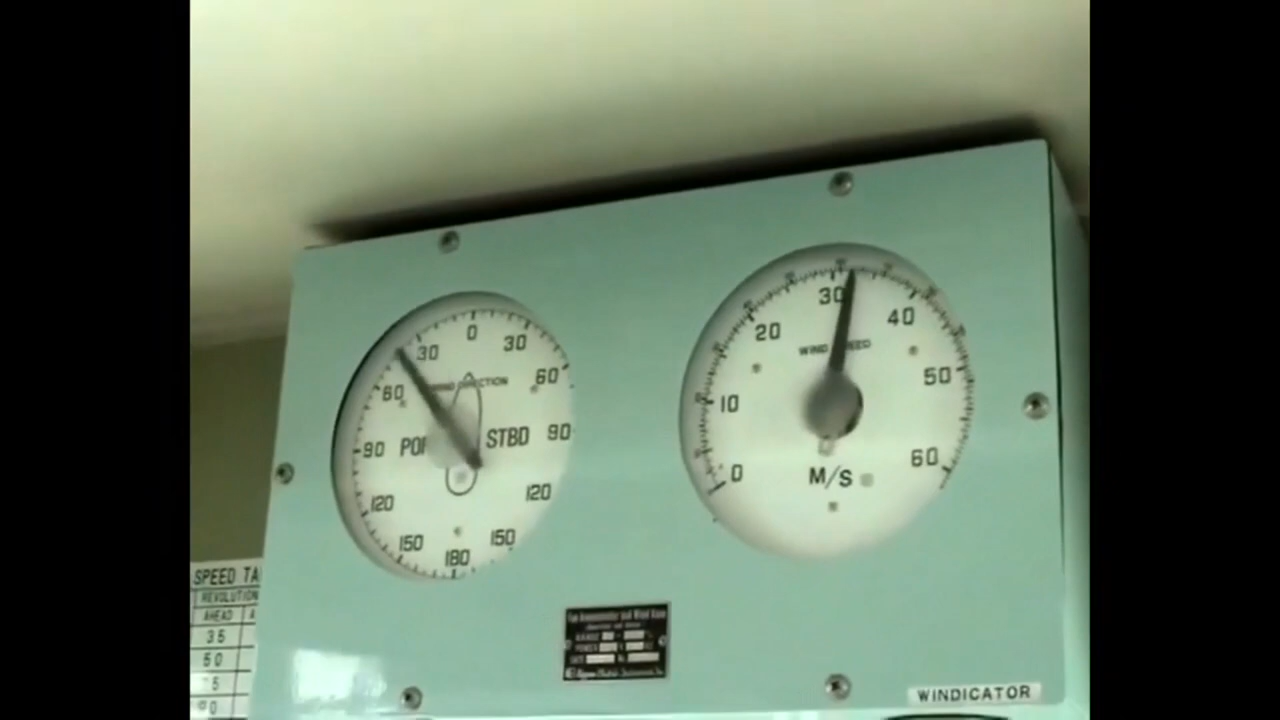 0
30
30
60
60
WIND DIRECTION
90
STBD
90
120
120
150
150
180
30
20
40
WIND SPEED
10
50
0
60
M/S
SPEED TA
REVOLUTION
AHEAD A
35
50
WINDICATOR